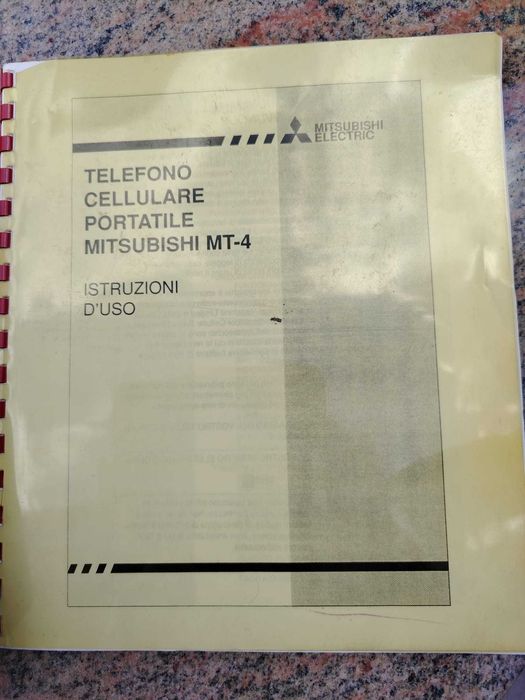 MITSUBISHI
ELECTRIC
TELEFONO
CELLULARE
PORTATILE
MITSUBISHI MT-4
ISTRUZIONI
D'USO